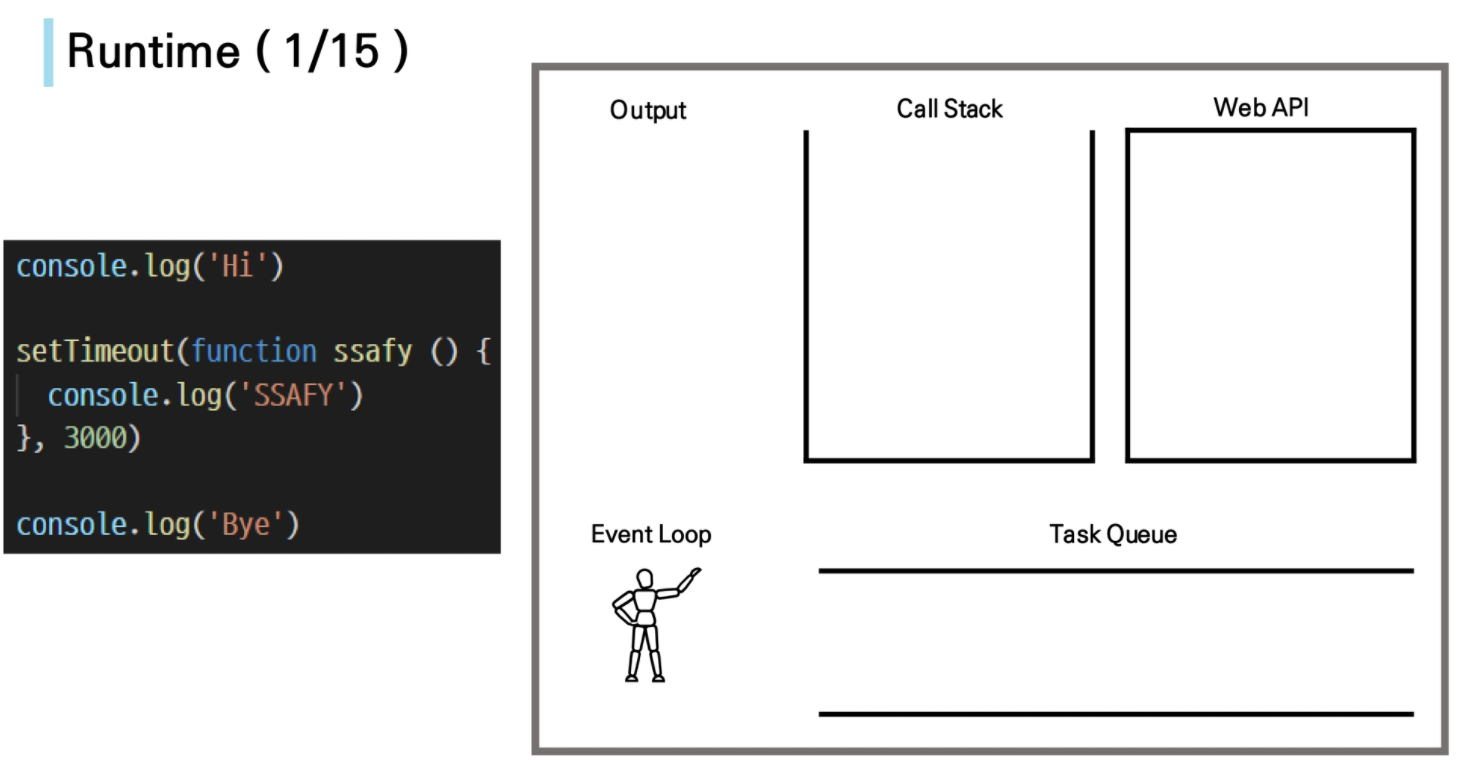 Runtime ( 1/15 )
console.log('Hi')
setTimeout(function ssafy () {
  console.log('SSAFY')
}, 3000)
console.log('Bye')
Output
Call Stack
Web API
Event Loop
Task Queue